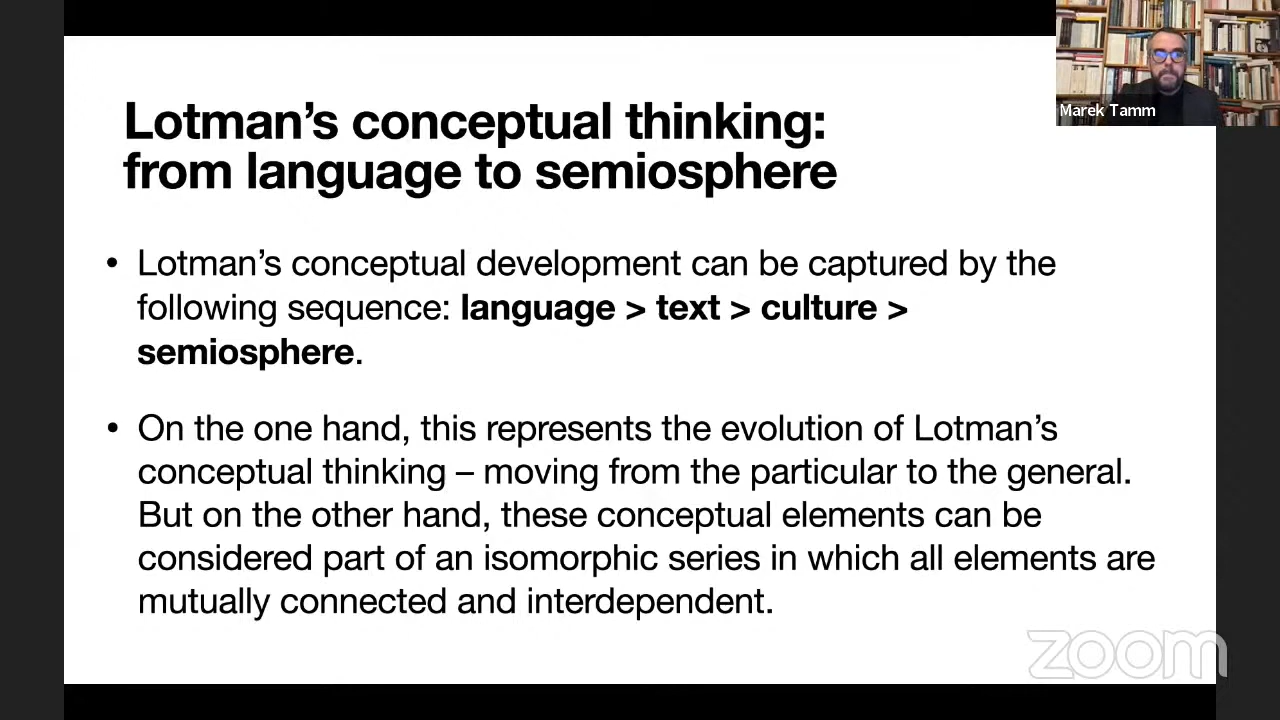 Marek Tamm
Lotman’s conceptual thinking:
from language to semiosphere
• Lotman’s conceptual development can be captured by the
following sequence: language > text > culture >
semiosphere.
• On the one hand, this represents the evolution of Lotman’s
conceptual thinking – moving from the particular to the general.
But on the other hand, these conceptual elements can be
considered part of an isomorphic series in which all elements are
mutually connected and interdependent.
zoom